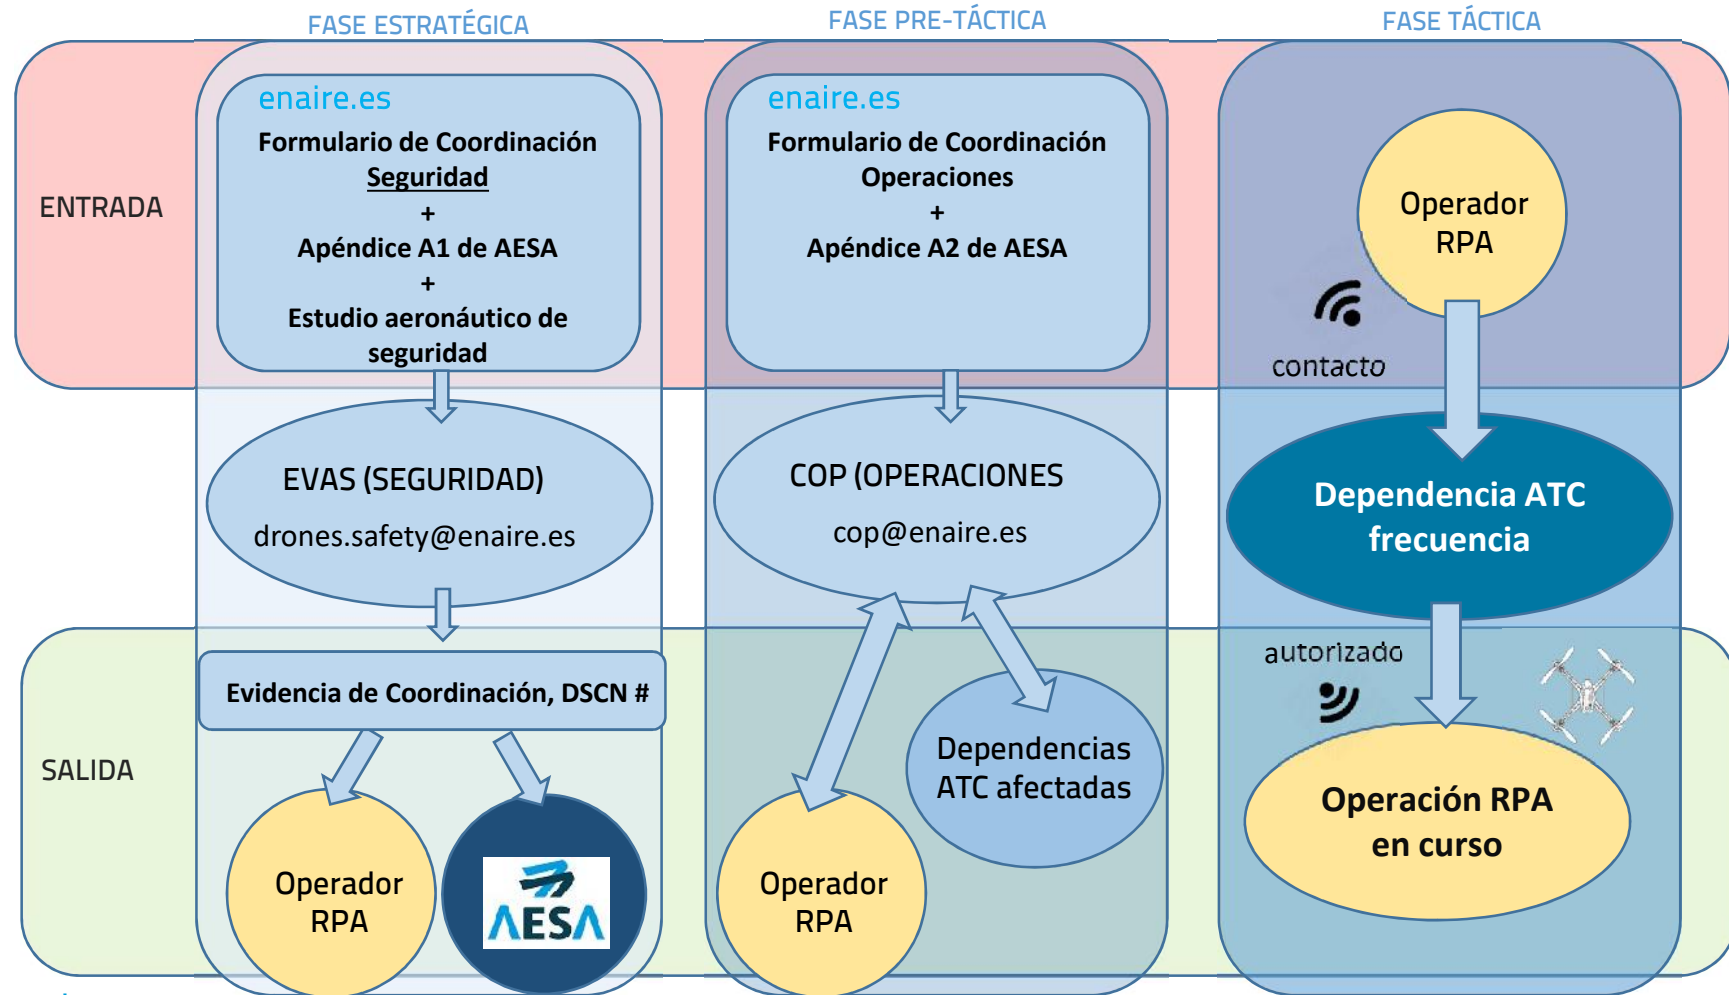 FASE ESTRATÉGICA
FASE PRE-TÁCTICA
FASE TÁCTICA
ENTRADA
enaire.es
Formulario de Coordinación
Seguridad
+
Apéndice A1 de AESA
+
Estudio aeronáutico de
seguridad
enaire.es
Formulario de Coordinación
Operaciones
+
Apéndice A2 de AESA
Operador
RPA
contacto
EVAS (SEGURIDAD)
drones.safety@enaire.es
COP (OPERACIONES
cop@enaire.es
Dependencia ATC
frecuencia
SALIDA
Evidencia de Coordinación, DSCN #
Operador
RPA
AESA
Operador
RPA
Dependencias
ATC afectadas
autorizado
Operación RPA
en curso